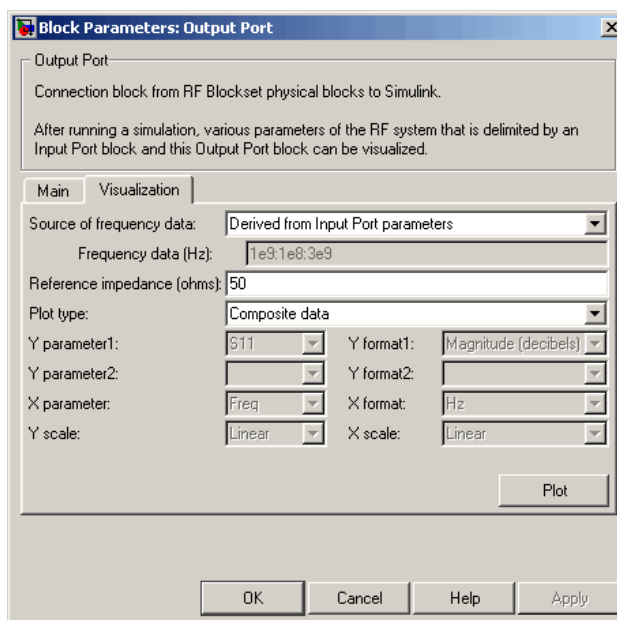 Block Parameters: Output Port
Output Port
Connection block from RF Blockset physical blocks to Simulink.
After running a simulation, various parameters of the RF system that is delimited by an
Input Port block and this Output Port block can be visualized.
Main Visualization
Source of frequency data: Derived from Input Port parameters
Frequency data (Hz): 1e9:1e8:3e9
Reference impedance (ohms): 50
Plot type: Composite data
Y parameter1: S11 Y format1: Magnitude (decibels)
Y parameter2: Y format2:
X parameter: Freq X format: Hz
Y scale: Linear X scale: Linear
Plot
OK Cancel Help Apply